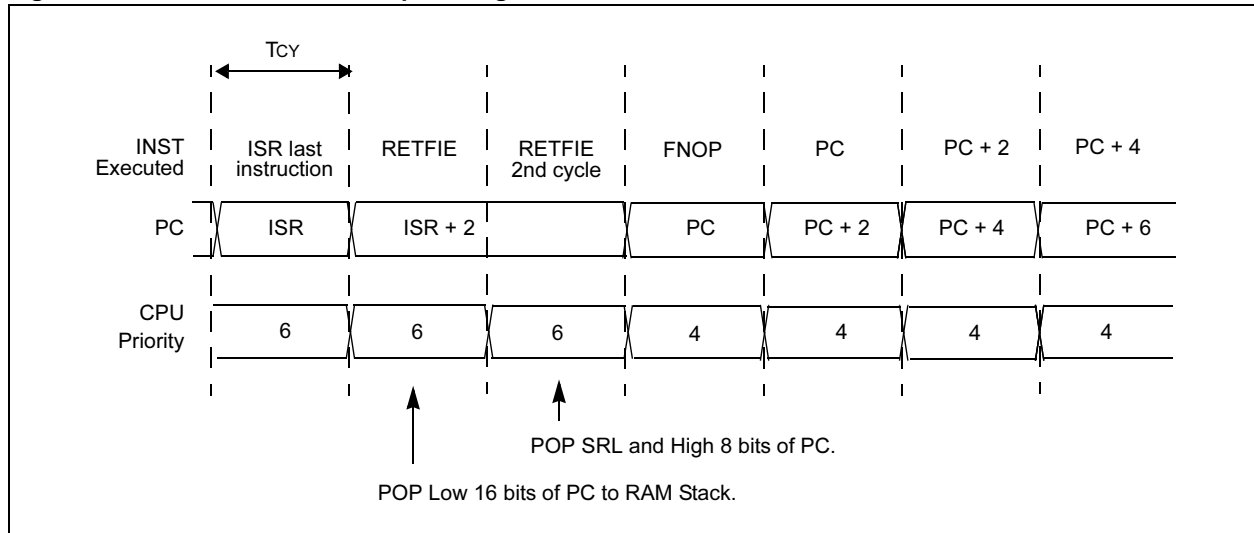 TCY
INST
Executed
ISR last
instruction
RETFIE
RETFIE
2nd cycle
FNOP
PC
PC + 2
PC + 4
PC
ISR
ISR + 2
PC
PC + 2
PC + 4
PC + 6
CPU
Priority
6
6
6
4
4
4
4
POP SRL and High 8 bits of PC.
POP Low 16 bits of PC to RAM Stack.